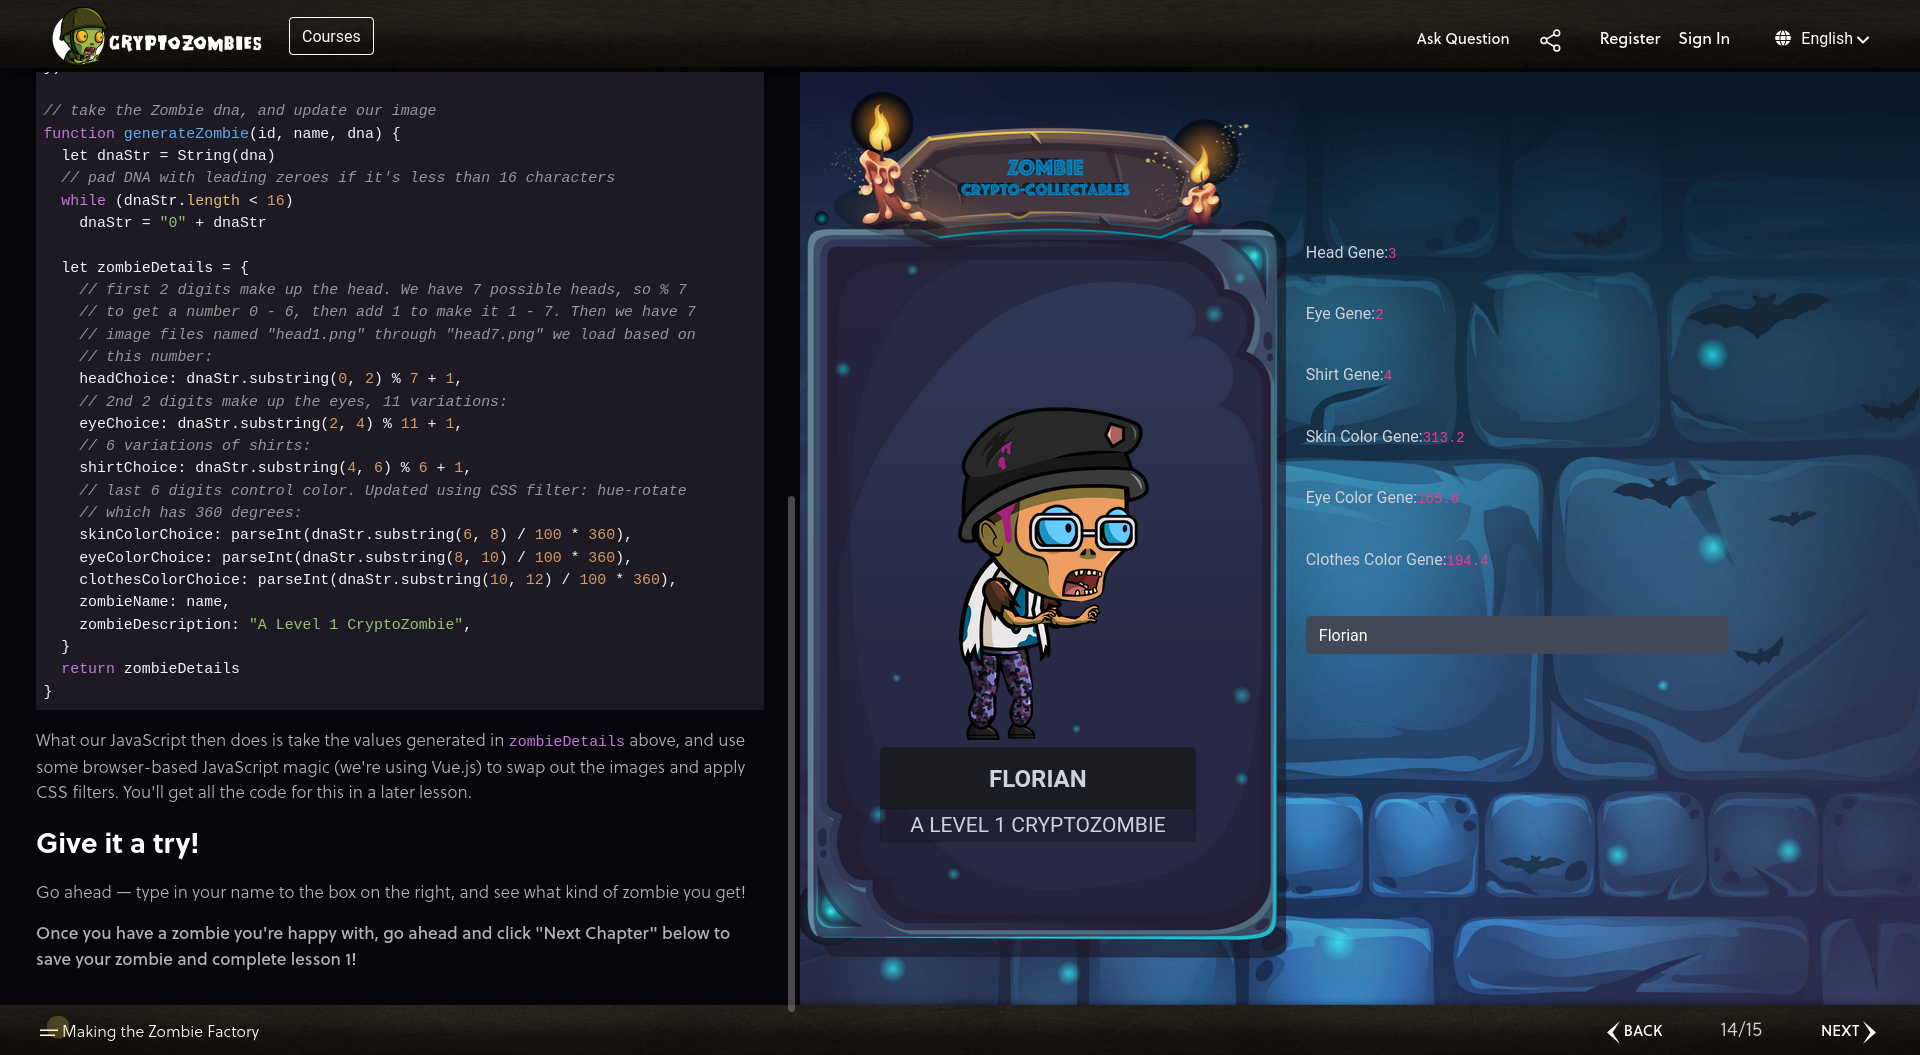 CRYPTOZOMBIES
Courses
Ask Question
Register
Sign In
English
// take the Zombie dna, and update our image
function generateZombie(id, name, dna) {
let dnaStr = String(dna)
// pad DNA with leading zeroes if it's less than 16 characters
while (dnaStr.length < 16)
dnaStr = "0" + dnaStr
let zombieDetails = {
// first 2 digits make up the head. We have 7 possible heads, so % 7
// to get a number 0 - 6, then add 1 to make it 1 - 7. Then we have 7
// image files named "head1.png" through "head7.png" we load based on
// this number:
headChoice: dnaStr.substring(0, 2) % 7 + 1,
// 2nd 2 digits make up the eyes, 11 variations:
eyeChoice: dnaStr.substring(2, 4) % 11 + 1,
// 6 variations of shirts:
shirtChoice: dnaStr.substring(4, 6) % 6 + 1,
// last 6 digits control color. Updated using CSS filter: hue-rotate
// which has 360 degrees:
skinColorChoice: parseInt(dnaStr.substring(6, 8) / 100 * 360),
eyeColorChoice: parseInt(dnaStr.substring(8, 10) / 100 * 360),
clothesColorChoice: parseInt(dnaStr.substring(10, 12) / 100 * 360),
zombieName: name,
zombieDescription: "A Level 1 CryptoZombie",
}
return zombieDetails
}
What our JavaScript then does is take the values generated in zombieDetails above, and use
some browser-based JavaScript magic (we're using Vue.js) to swap out the images and apply
CSS filters. You'll get all the code for this in a later lesson.
Give it a try!
Go ahead — type in your name to the box on the right, and see what kind of zombie you get!
Once you have a zombie you're happy with, go ahead and click "Next Chapter" below to
save your zombie and complete lesson 1!
ZOMBIE
CRYPTO-COLLECTABLES
FLORIAN
A LEVEL 1 CRYPTOZOMBIE
Head Gene:3
Eye Gene:2
Shirt Gene:4
Skin Color Gene:313.2
Eye Color Gene:165.6
Clothes Color Gene:194.4
Florian
Making the Zombie Factory
BACK
14/15
NEXT